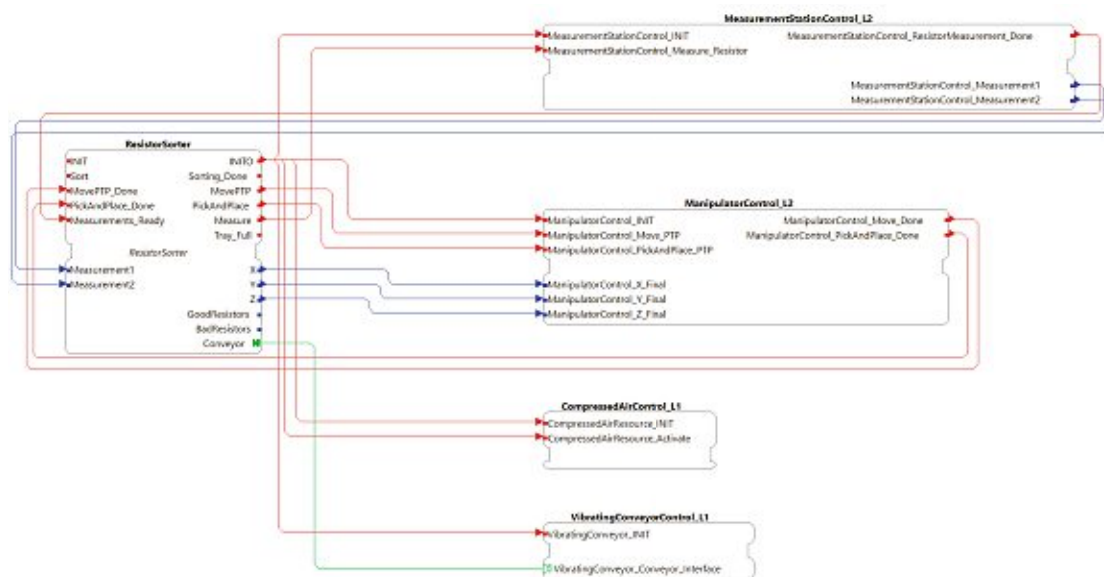 MeasurementStationControl_L2
MeasurementStationControl_INIT
MeasurementStationControl_ResistorMeasurement_Done
MeasurementStationControl_Measure_Resistor
MeasurementStationControl_Measurement1
MeasurementStationControl_Measurement2
ResistorSorter
INIT
INITO
Sort
Sorting_Done
MovePTP_Done
MovePTP
PickAndPlace_Done
PickAndPlace
Measurements_Ready
Measure
Tray_Full
ResistorSorter
Measurement1
X
Measurement2
Y
Z
GoodResistors
BadResistors
Conveyor
ManipulatorControl_L2
ManipulatorControl_INIT
ManipulatorControl_Move_Done
ManipulatorControl_Move_PTP
ManipulatorControl_PickAndPlace_Done
ManipulatorControl_PickAndPlace_PTP
ManipulatorControl_X_Final
ManipulatorControl_Y_Final
ManipulatorControl_Z_Final
CompressedAirControl_L1
CompressedAirResource_INIT
CompressedAirResource_Activate
VibratingConveyorControl_L1
VibratingConveyor_INIT
VibratingConveyor_Conveyor_Interface